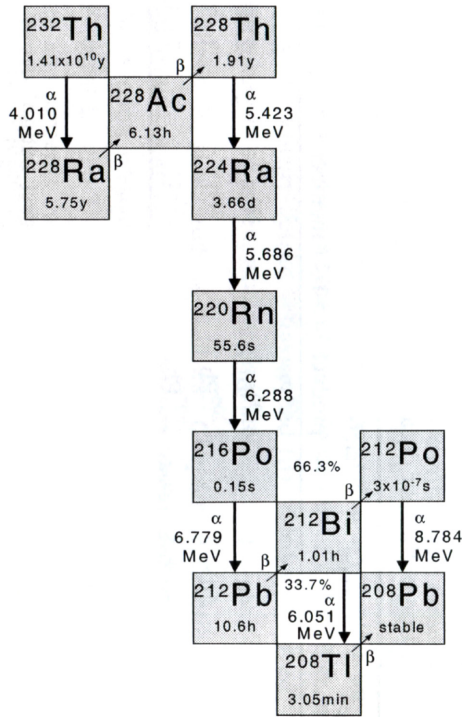 232Th 228Th
1.41x10^10y β 1.91y
228Ac
α 6.13h α
4.010 5.423
MeV MeV
228Ra β 224Ra
5.75y 3.66d
α
5.686
MeV
220Rn
55.6s
α
6.288
MeV
216Po 66.3% 212Po
0.15s β 3x10^-7s
212Bi
α 1.01h α
6.779 8.784
MeV β MeV
212Pb 33.7% 208Pb
10.6h α stable
6.051
MeV
208Tl β
3.05min